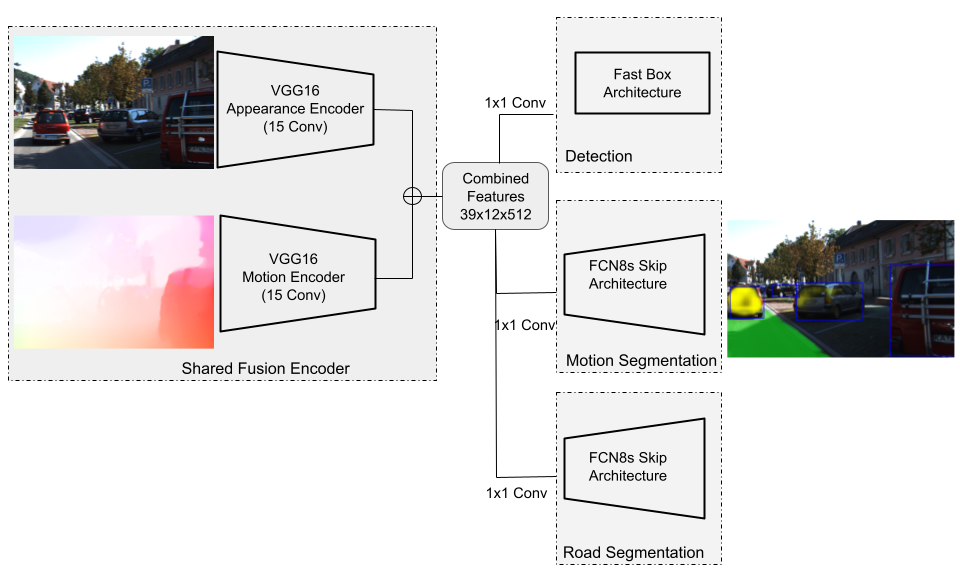 VGG16
Appearance Encoder
(15 Conv)
VGG16
Motion Encoder
(15 Conv)
Shared Fusion Encoder
Combined
Features
39x12x512
1x1 Conv
Fast Box
Architecture
Detection
1x1 Conv
FCN8s Skip
Architecture
Motion Segmentation
1x1 Conv
FCN8s Skip
Architecture
Road Segmentation